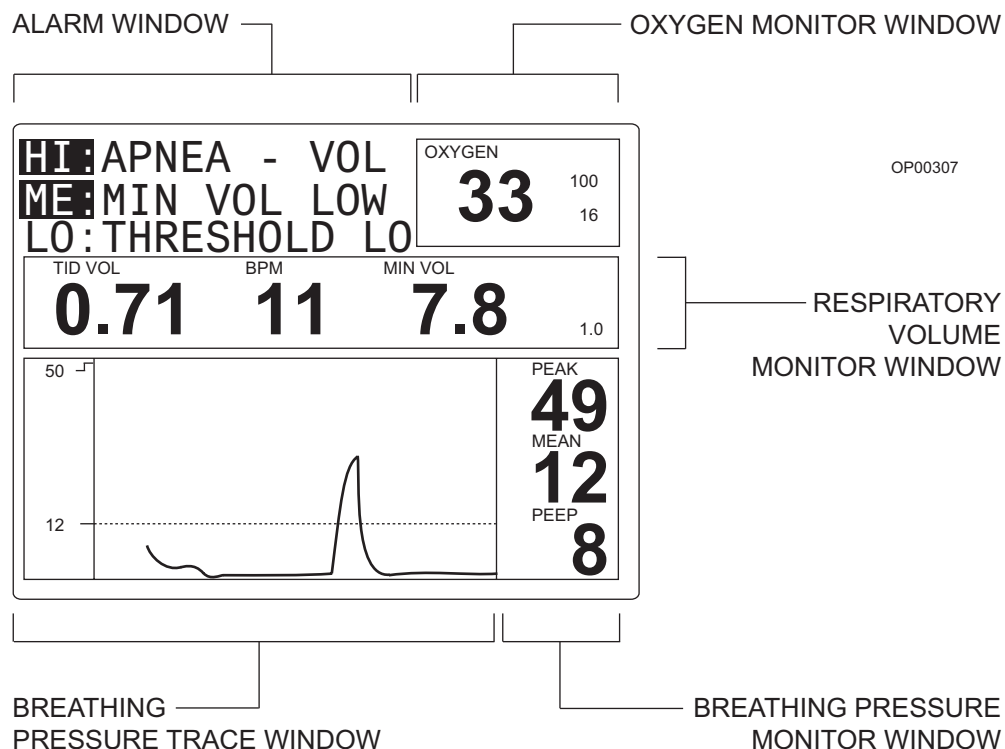 ALARM WINDOW
OXYGEN MONITOR WINDOW
HI:APNEA - VOL
ME:MIN VOL LOW
LO:THRESHOLD LO
OXYGEN
33
100
16
OP00307
TID VOL
0.71
BPM
11
MIN VOL
7.8
1.0
RESPIRATORY
VOLUME
MONITOR WINDOW
50
12
PEAK
49
MEAN
12
PEEP
8
BREATHING
PRESSURE TRACE WINDOW
BREATHING PRESSURE
MONITOR WINDOW